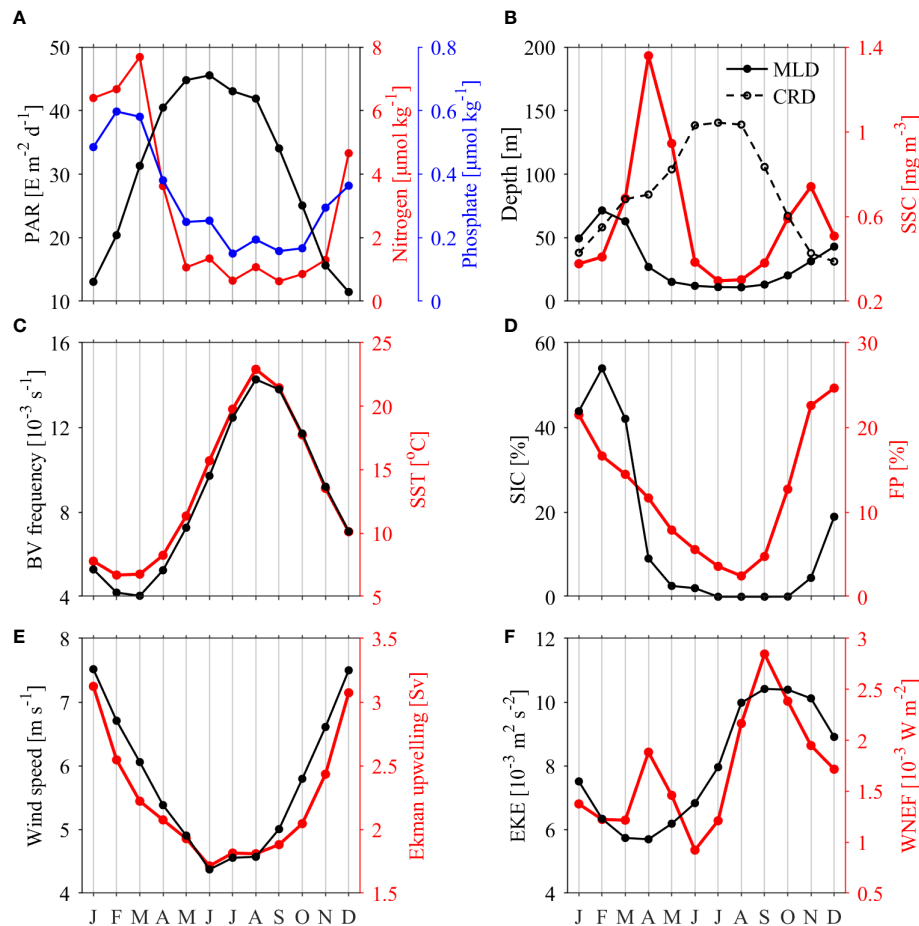 A
50
40
30
20
10
PAR [E m⁻² d⁻¹]
8
6
4
2
0
Nitrogen [μmol kg⁻¹]
0.8
0.6
0.4
0.2
0
Phosphate [μmol kg⁻¹]
B
200
150
100
50
0
Depth [m]
MLD
CRD
1.4
1
0.6
0.2
SSC [mg m⁻³]
C
16
12
8
4
BV frequency [10⁻³ s⁻¹]
25
20
15
10
5
SST [°C]
D
60
40
20
0
SIC [%]
30
20
10
0
FP [%]
E
8
7
6
5
4
Wind speed [m s⁻¹]
3.5
3
2.5
2
1.5
Ekman upwelling [Sv]
J F M A M J J A S O N D
F
12
10
8
6
4
EKE [10⁻³ m² s⁻²]
3
2.5
2
1.5
1
0.5
WNEF [10⁻³ W m⁻²]
J F M A M J J A S O N D